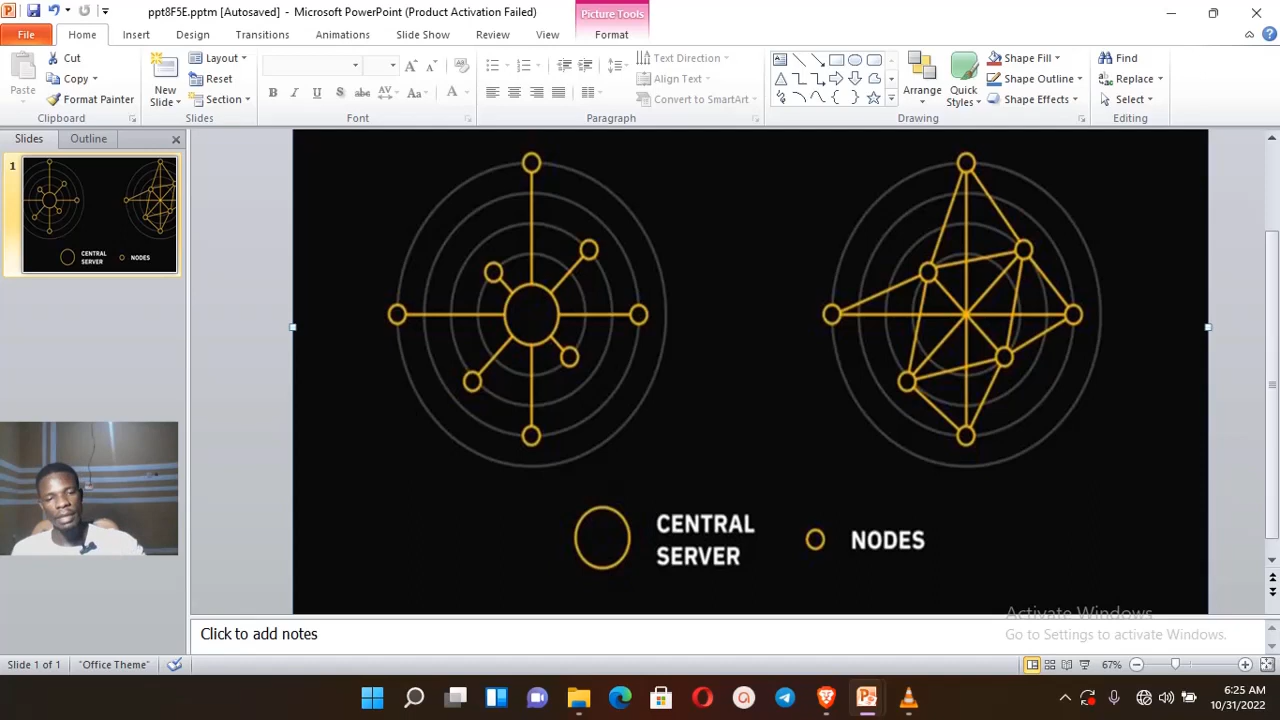 ppt8F5E.pptm [Autosaved] - Microsoft PowerPoint (Product Activation Failed)
Picture Tools
File
Home
Insert
Design
Transitions
Animations
Slide Show
Review
View
Format
Paste
Cut
Copy
Format Painter
Clipboard
New Slide
Layout
Reset
Section
Slides
B I U S abc AV Aa A
Font
Text Direction
Align Text
Convert to SmartArt
Paragraph
Arrange
Quick Styles
Shape Fill
Shape Outline
Shape Effects
Drawing
Find
Replace
Select
Editing
Slides
Outline
1
CENTRAL
SERVER
NODES
CENTRAL
SERVER
NODES
Activate Windows
Go to Settings to activate Windows.
Click to add notes
Slide 1 of 1
"Office Theme"
67%
6:25 AM
10/31/2022